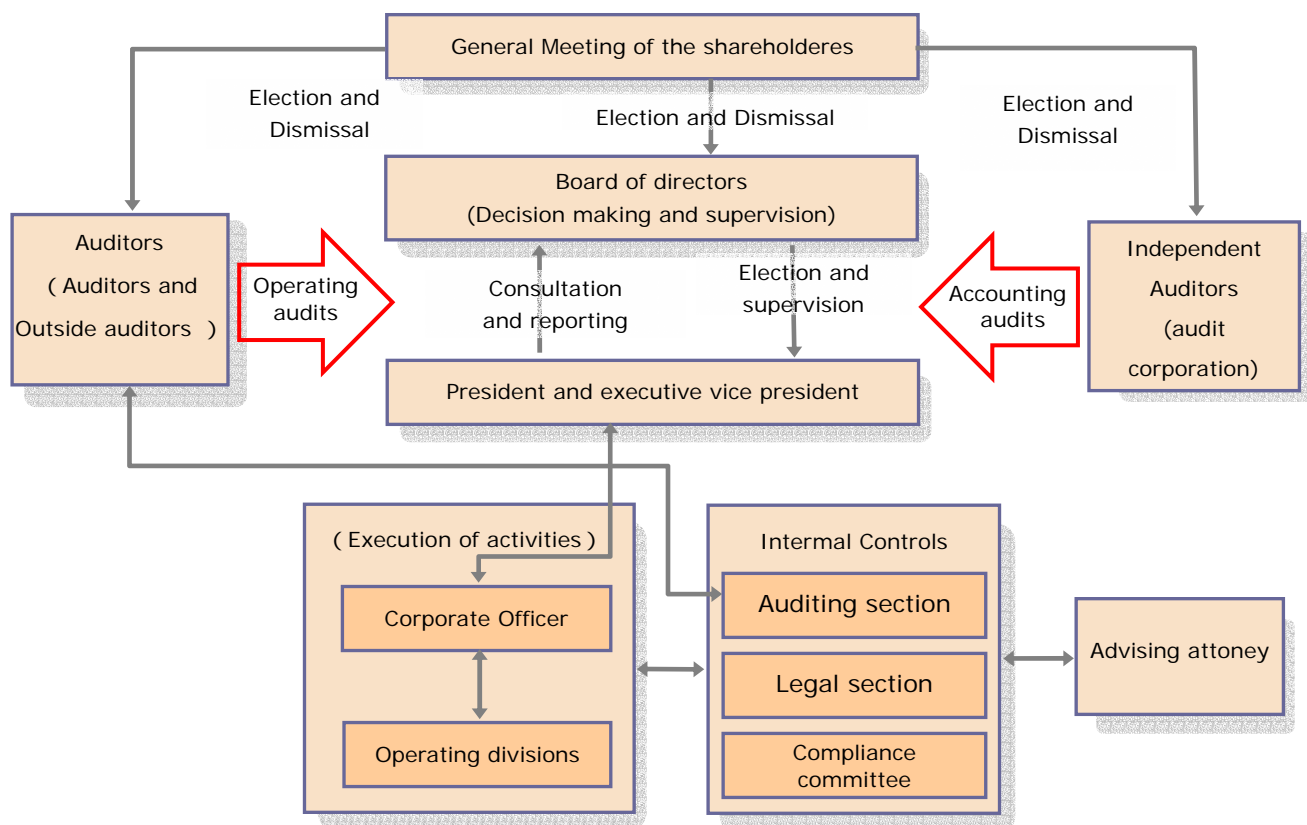 General Meeting of the shareholderes
Election and
Dismissal
Election and Dismissal
Election and
Dismissal
Board of directors
(Decision making and supervision)
Auditors
( Auditors and
Outside auditors )
Operating
audits
Consultation
and reporting
Election and
supervision
Accounting
audits
Independent
Auditors
(audit
corporation)
President and executive vice president
( Execution of activities )
Corporate Officer
Operating divisions
Intermal Controls
Auditing section
Legal section
Compliance
committee
Advising attoney